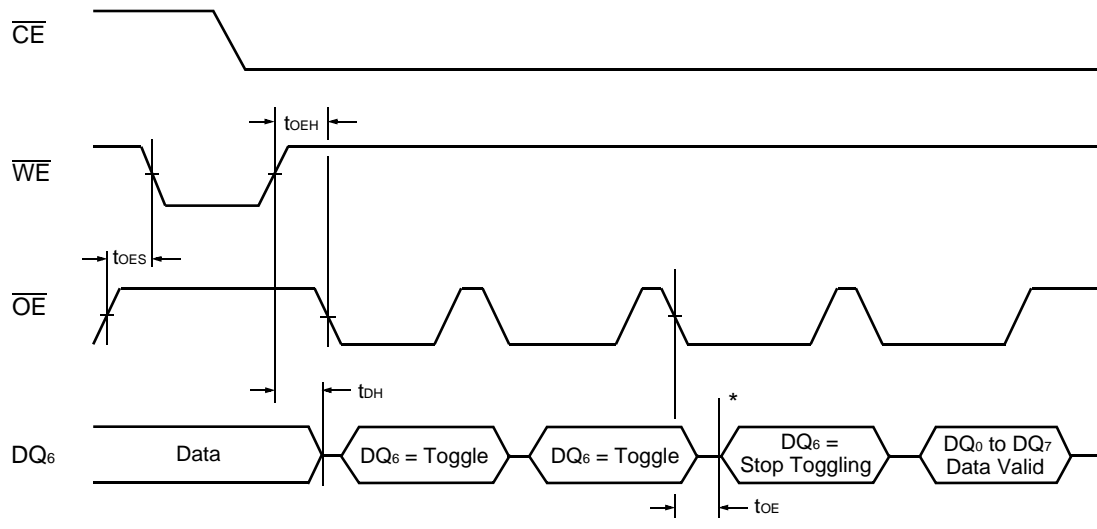 CE
tOEH
WE
tOES
OE
tDH
*
DQ6
Data
DQ6 = Toggle
DQ6 = Toggle
DQ6 =
Stop Toggling
DQ0 to DQ7
Data Valid
tOE